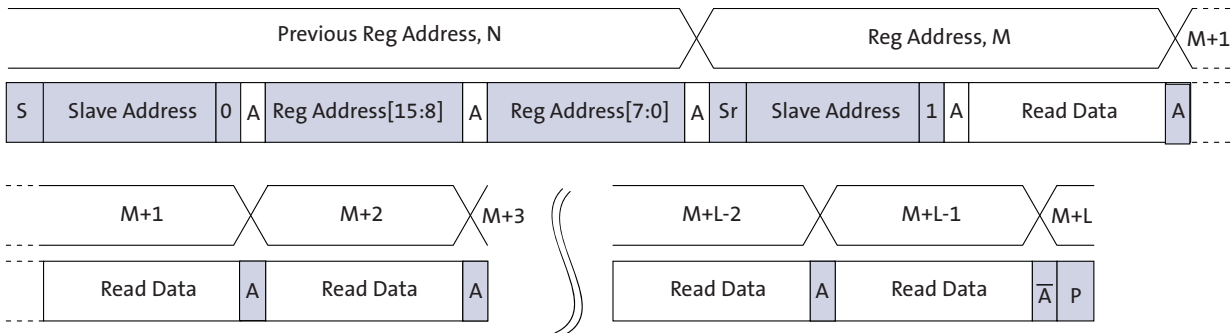 Previous Reg Address, N Reg Address, M M+1
S Slave Address 0 A Reg Address[15:8] A Reg Address[7:0] A Sr Slave Address 1 A Read Data A
M+1 M+2 M+3 M+L-2 M+L-1 M+L
Read Data A Read Data A Read Data A Read Data A̅ P